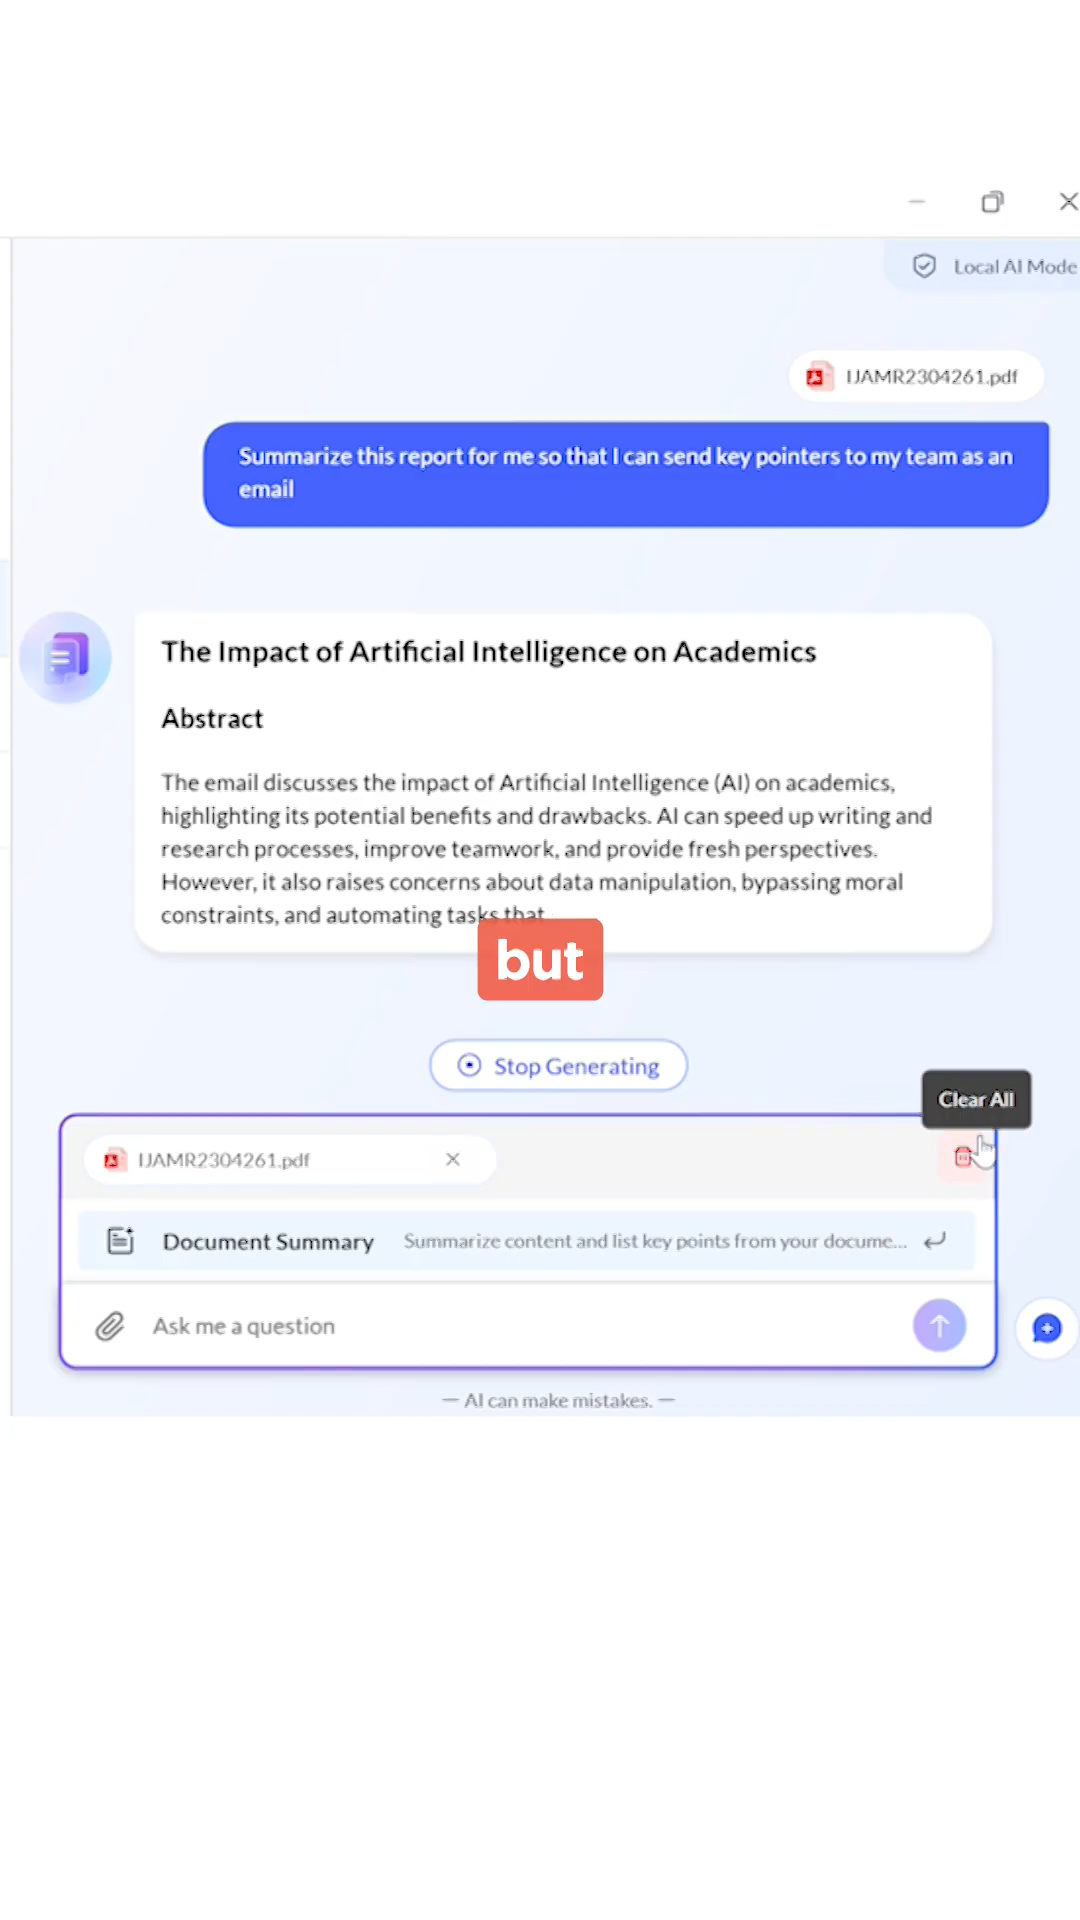 Local AI Mode
IJAMR2304261.pdf
Summarize this report for me so that I can send key pointers to my team as an
email
The Impact of Artificial Intelligence on Academics
Abstract
The email discusses the impact of Artificial Intelligence (AI) on academics,
highlighting its potential benefits and drawbacks. AI can speed up writing and
research processes, improve teamwork, and provide fresh perspectives.
However, it also raises concerns about data manipulation, bypassing moral
constraints, and automating tasks that
but
Stop Generating
Clear All
IJAMR2304261.pdf
Document Summary Summarize content and list key points from your docume...
Ask me a question
— AI can make mistakes. —